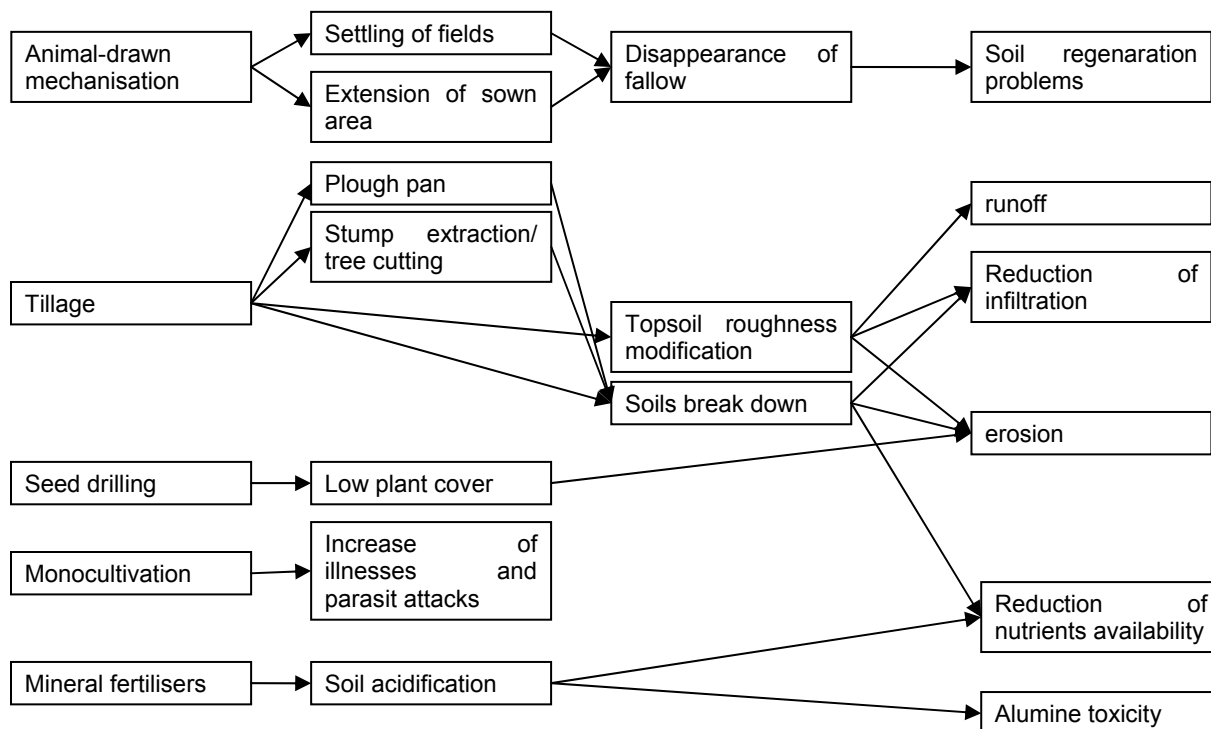 Animal-drawn
mechanisation
Settling of fields
Extension of sown
area
Disappearance of
fallow
Soil regenaration
problems
Tillage
Plough pan
Stump extraction/
tree cutting
Topsoil roughness
modification
Soils break down
runoff
Reduction of
infiltration
erosion
Seed drilling
Low plant cover
Monocultivation
Increase of
illnesses and
parasit attacks
Reduction of
nutrients availability
Mineral fertilisers
Soil acidification
Alumine toxicity